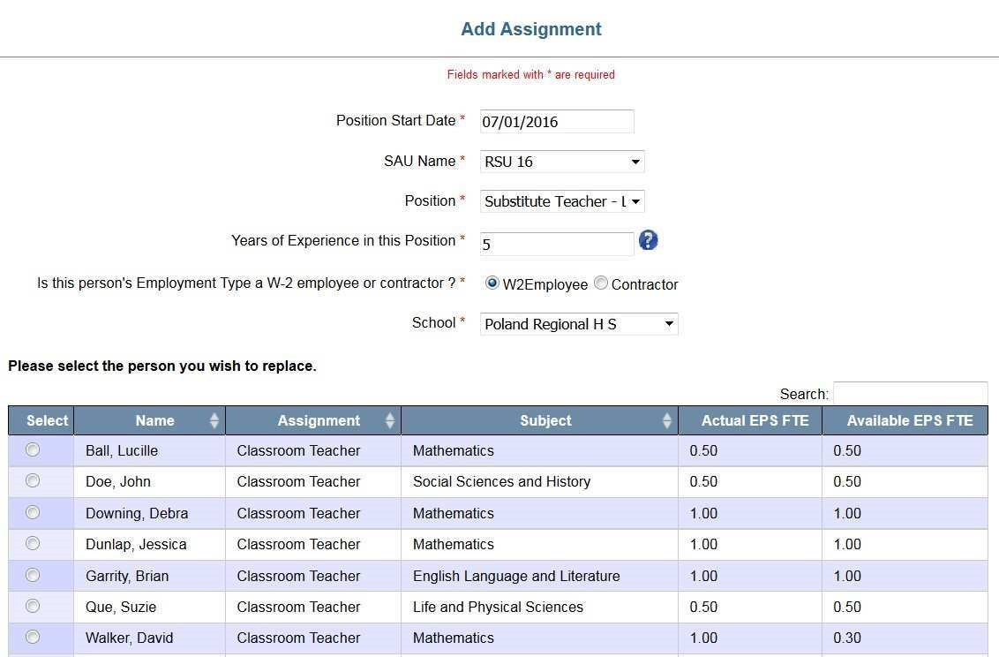 Add Assignment
Fields marked with * are required
Position Start Date * 07/01/2016
SAU Name * RSU 16
Position * Substitute Teacher - L
Years of Experience in this Position * 5 ?
Is this person's Employment Type a W-2 employee or contractor ? * W2Employee Contractor
School * Poland Regional H S
Please select the person you wish to replace.
Search:
Select Name Assignment Subject Actual EPS FTE Available EPS FTE
Ball, Lucille Classroom Teacher Mathematics 0.50 0.50
Doe, John Classroom Teacher Social Sciences and History 0.50 0.50
Downing, Debra Classroom Teacher Mathematics 1.00 1.00
Dunlap, Jessica Classroom Teacher Mathematics 1.00 1.00
Garrity, Brian Classroom Teacher English Language and Literature 1.00 1.00
Que, Suzie Classroom Teacher Life and Physical Sciences 0.50 0.50
Walker, David Classroom Teacher Mathematics 1.00 0.30